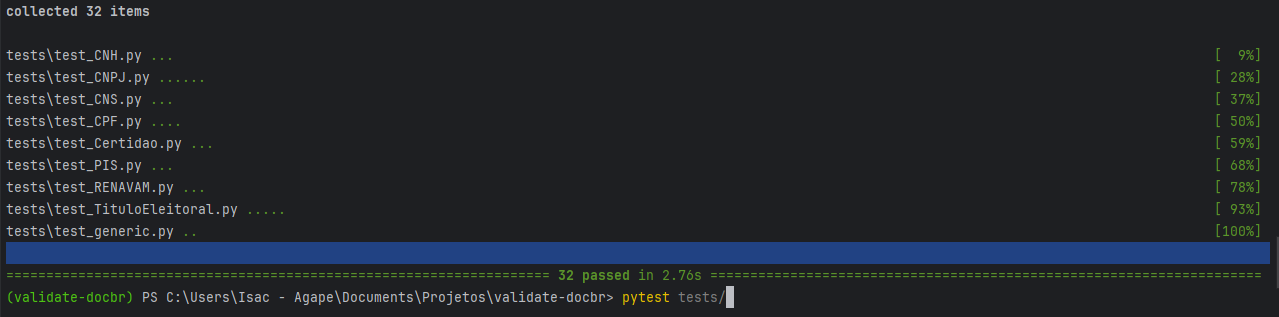 collected 32 items
tests\test_CNH.py ... [  9%]
tests\test_CNPJ.py ...... [ 28%]
tests\test_CNS.py ... [ 37%]
tests\test_CPF.py .... [ 50%]
tests\test_Certidao.py ... [ 59%]
tests\test_PIS.py ... [ 68%]
tests\test_RENAVAM.py ... [ 78%]
tests\test_TituloEleitoral.py ..... [ 93%]
tests\test_generic.py .. [100%]
==================================================================== 32 passed in 2.76s =====================================================================
(validate-docbr) PS C:\Users\Isac - Agape\Documents\Projetos\validate-docbr> pytest tests/